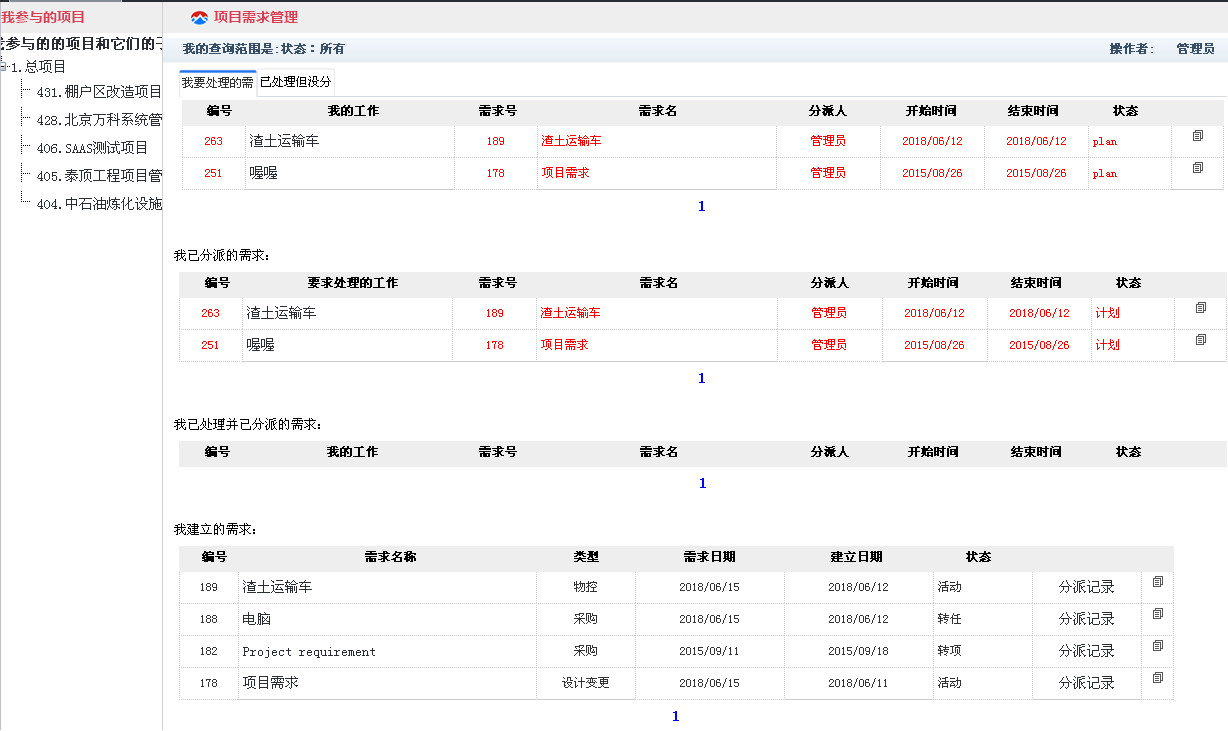 我参与的项目
我参与的的项目和它们的子
1.总项目
431.棚户区改造项目
428.北京万科系统管
406.SAAS测试项目
405.泰顶工程项目管
404.中石油炼化设施
项目需求管理
我的查询范围是:状态：所有 操作者: 管理员
我要处理的需 已处理但没分
编号 我的工作 需求号 需求名 分派人 开始时间 结束时间 状态
263 渣土运输车 189 渣土运输车 管理员 2018/06/12 2018/06/12 plan
251 喔喔 178 项目需求 管理员 2015/08/26 2015/08/26 plan
1
我已分派的需求:
编号 要求处理的工作 需求号 需求名 分派人 开始时间 结束时间 状态
263 渣土运输车 189 渣土运输车 管理员 2018/06/12 2018/06/12 计划
251 喔喔 178 项目需求 管理员 2015/08/26 2015/08/26 计划
1
我已处理并已分派的需求:
编号 我的工作 需求号 需求名 分派人 开始时间 结束时间 状态
1
我建立的需求:
编号 需求名称 类型 需求日期 建立日期 状态
189 渣土运输车 物控 2018/06/15 2018/06/12 活动 分派记录
188 电脑 采购 2018/06/15 2018/06/12 转任 分派记录
182 Project requirement 采购 2015/09/11 2015/09/18 转项 分派记录
178 项目需求 设计变更 2018/06/15 2018/06/11 活动 分派记录
1